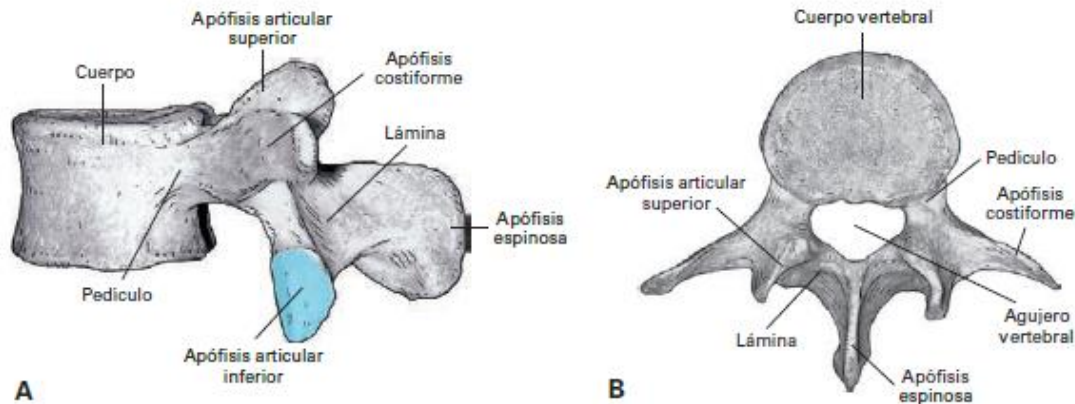 Apófisis articular
superior
Apófisis
costiforme
Cuerpo
Lámina
Apófisis
espinosa
Pedículo
Apófisis articular
inferior
A
Cuerpo vertebral
Pedículo
Apófisis articular
superior
Apófisis
costiforme
Lámina
Agujero
vertebral
Apófisis
espinosa
B